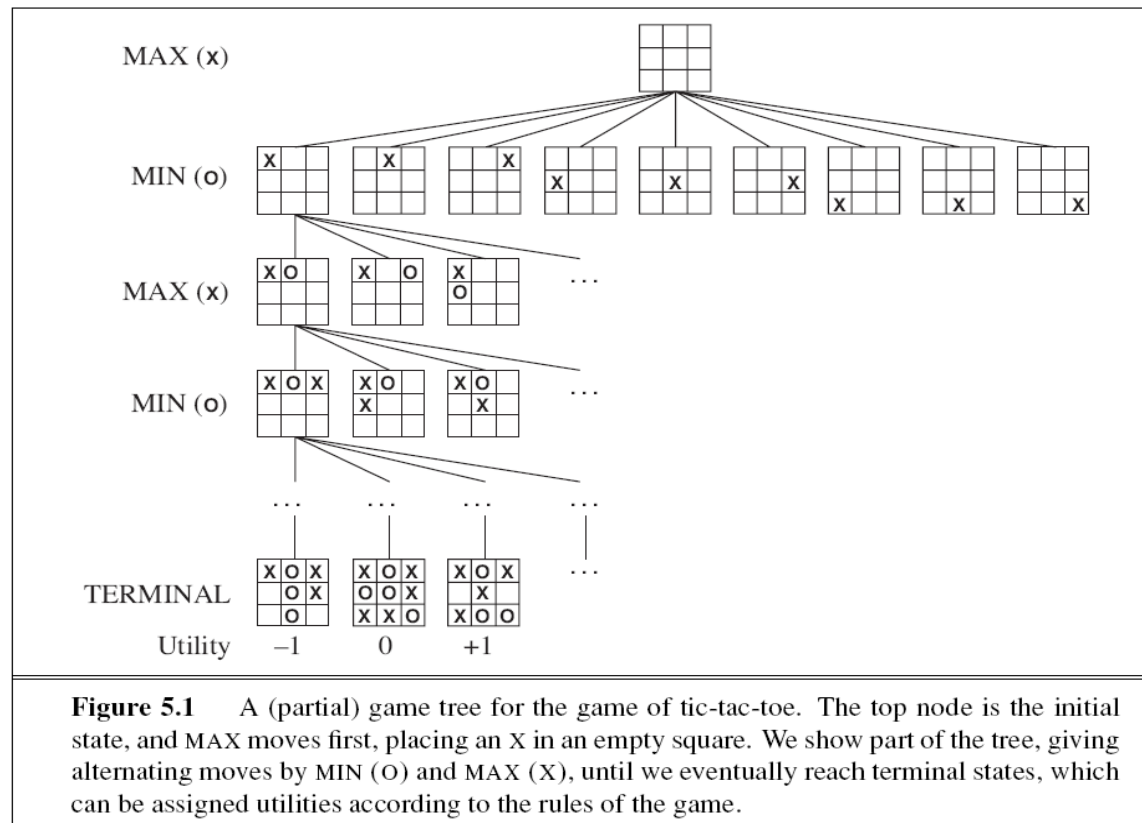 MAX (X)
MIN (O)
X X X X X X X X X
MAX (X)
X O X O X
O
...
MIN (O)
X O X X O X O
X X
...
... ... ... ...
TERMINAL
X O X X O X X O X
O X O O X X
O X X O X O O
...
Utility –1 0 +1
Figure 5.1 A (partial) game tree for the game of tic-tac-toe. The top node is the initial
state, and MAX moves first, placing an X in an empty square. We show part of the tree, giving
alternating moves by MIN (O) and MAX (X), until we eventually reach terminal states, which
can be assigned utilities according to the rules of the game.